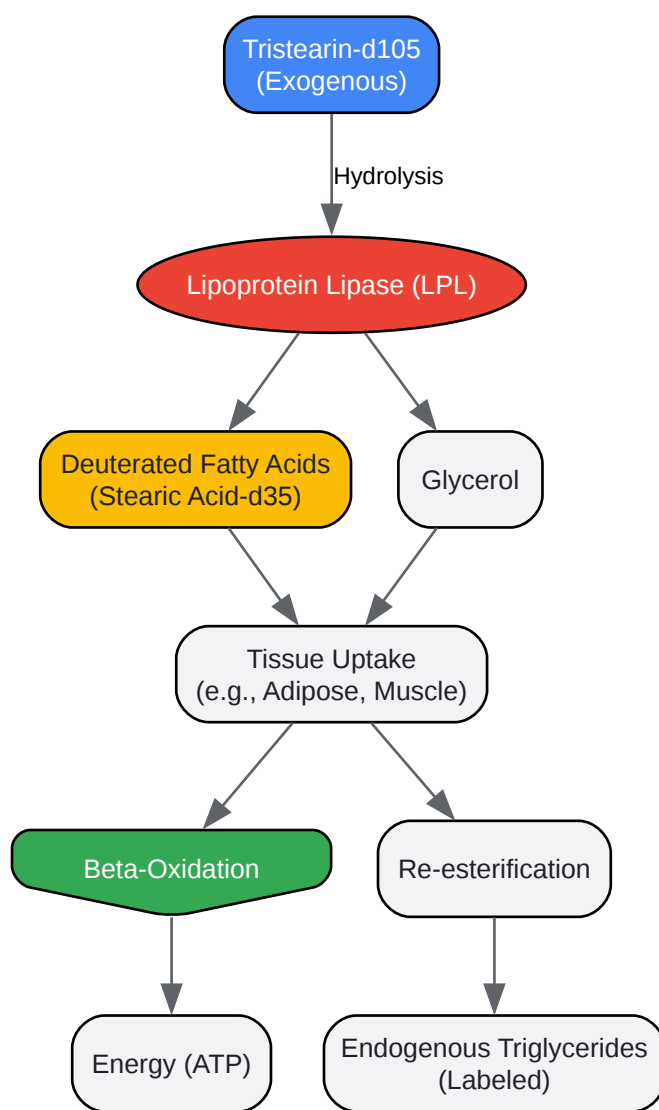 Tristearin-d105
(Exogenous)
Hydrolysis
Lipoprotein Lipase (LPL)
Deuterated Fatty Acids
(Stearic Acid-d35)
Glycerol
Tissue Uptake
(e.g., Adipose, Muscle)
Beta-Oxidation
Re-esterification
Energy (ATP)
Endogenous Triglycerides
(Labeled)